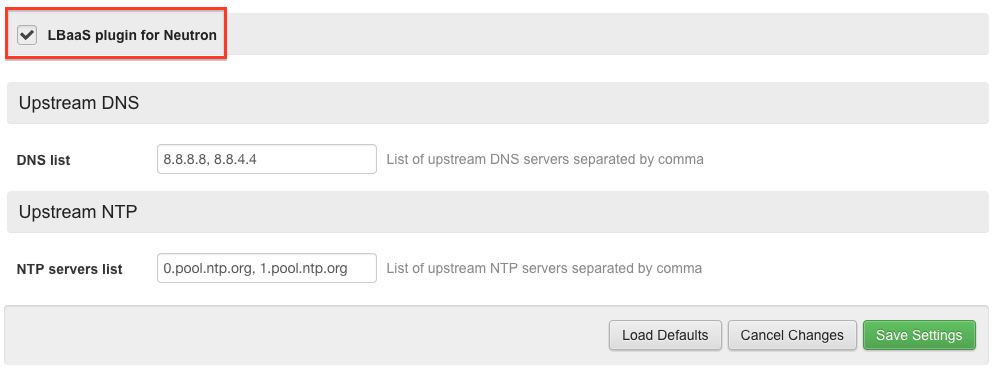 LBaaS plugin for Neutron
Upstream DNS
DNS list 8.8.8.8, 8.8.4.4 List of upstream DNS servers separated by comma
Upstream NTP
NTP servers list 0.pool.ntp.org, 1.pool.ntp.org List of upstream NTP servers separated by comma
Load Defaults Cancel Changes Save Settings